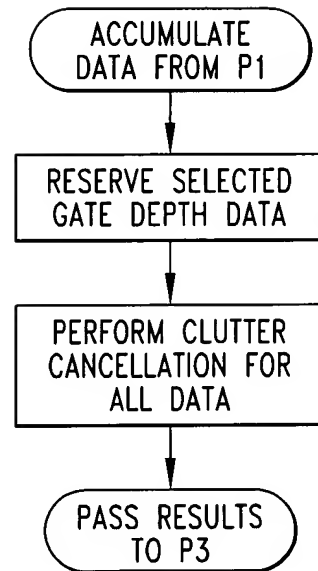 ACCUMULATE
DATA FROM P1
RESERVE SELECTED
GATE DEPTH DATA
PERFORM CLUTTER
CANCELLATION FOR
ALL DATA
PASS RESULTS
TO P3